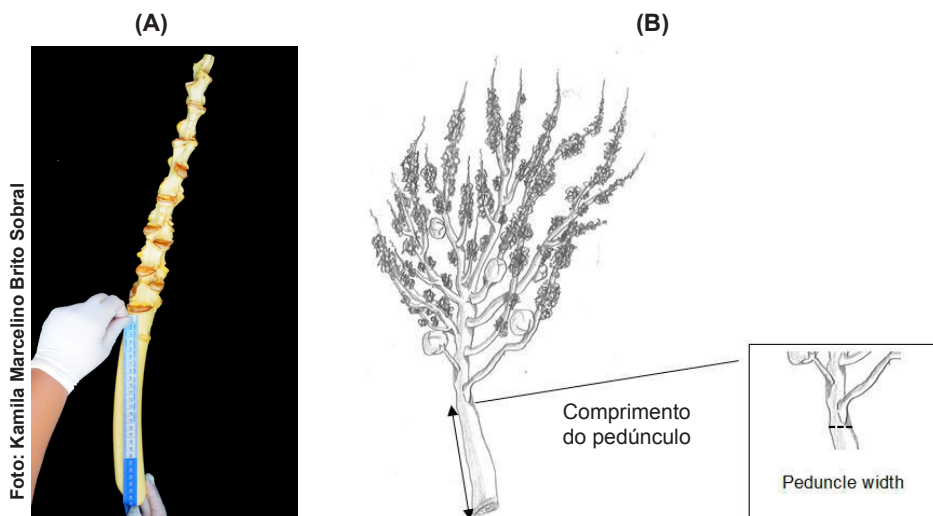 (A)
(B)
Foto: Kamila Marcelino Brito Sobral
Comprimento
do pedúnculo
Peduncle width